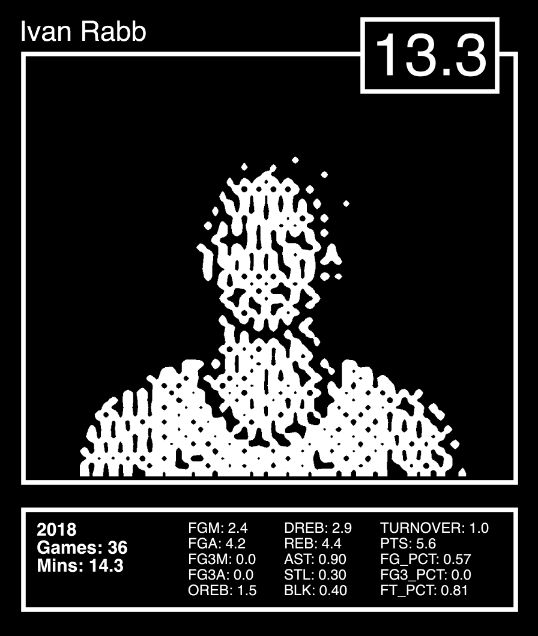 Ivan Rabb
13.3
2018
Games: 36
Mins: 14.3
FGM: 2.4
FGA: 4.2
FG3M: 0.0
FG3A: 0.0
OREB: 1.5
DREB: 2.9
REB: 4.4
AST: 0.90
STL: 0.30
BLK: 0.40
TURNOVER: 1.0
PTS: 5.6
FG_PCT: 0.57
FG3_PCT: 0.0
FT_PCT: 0.81